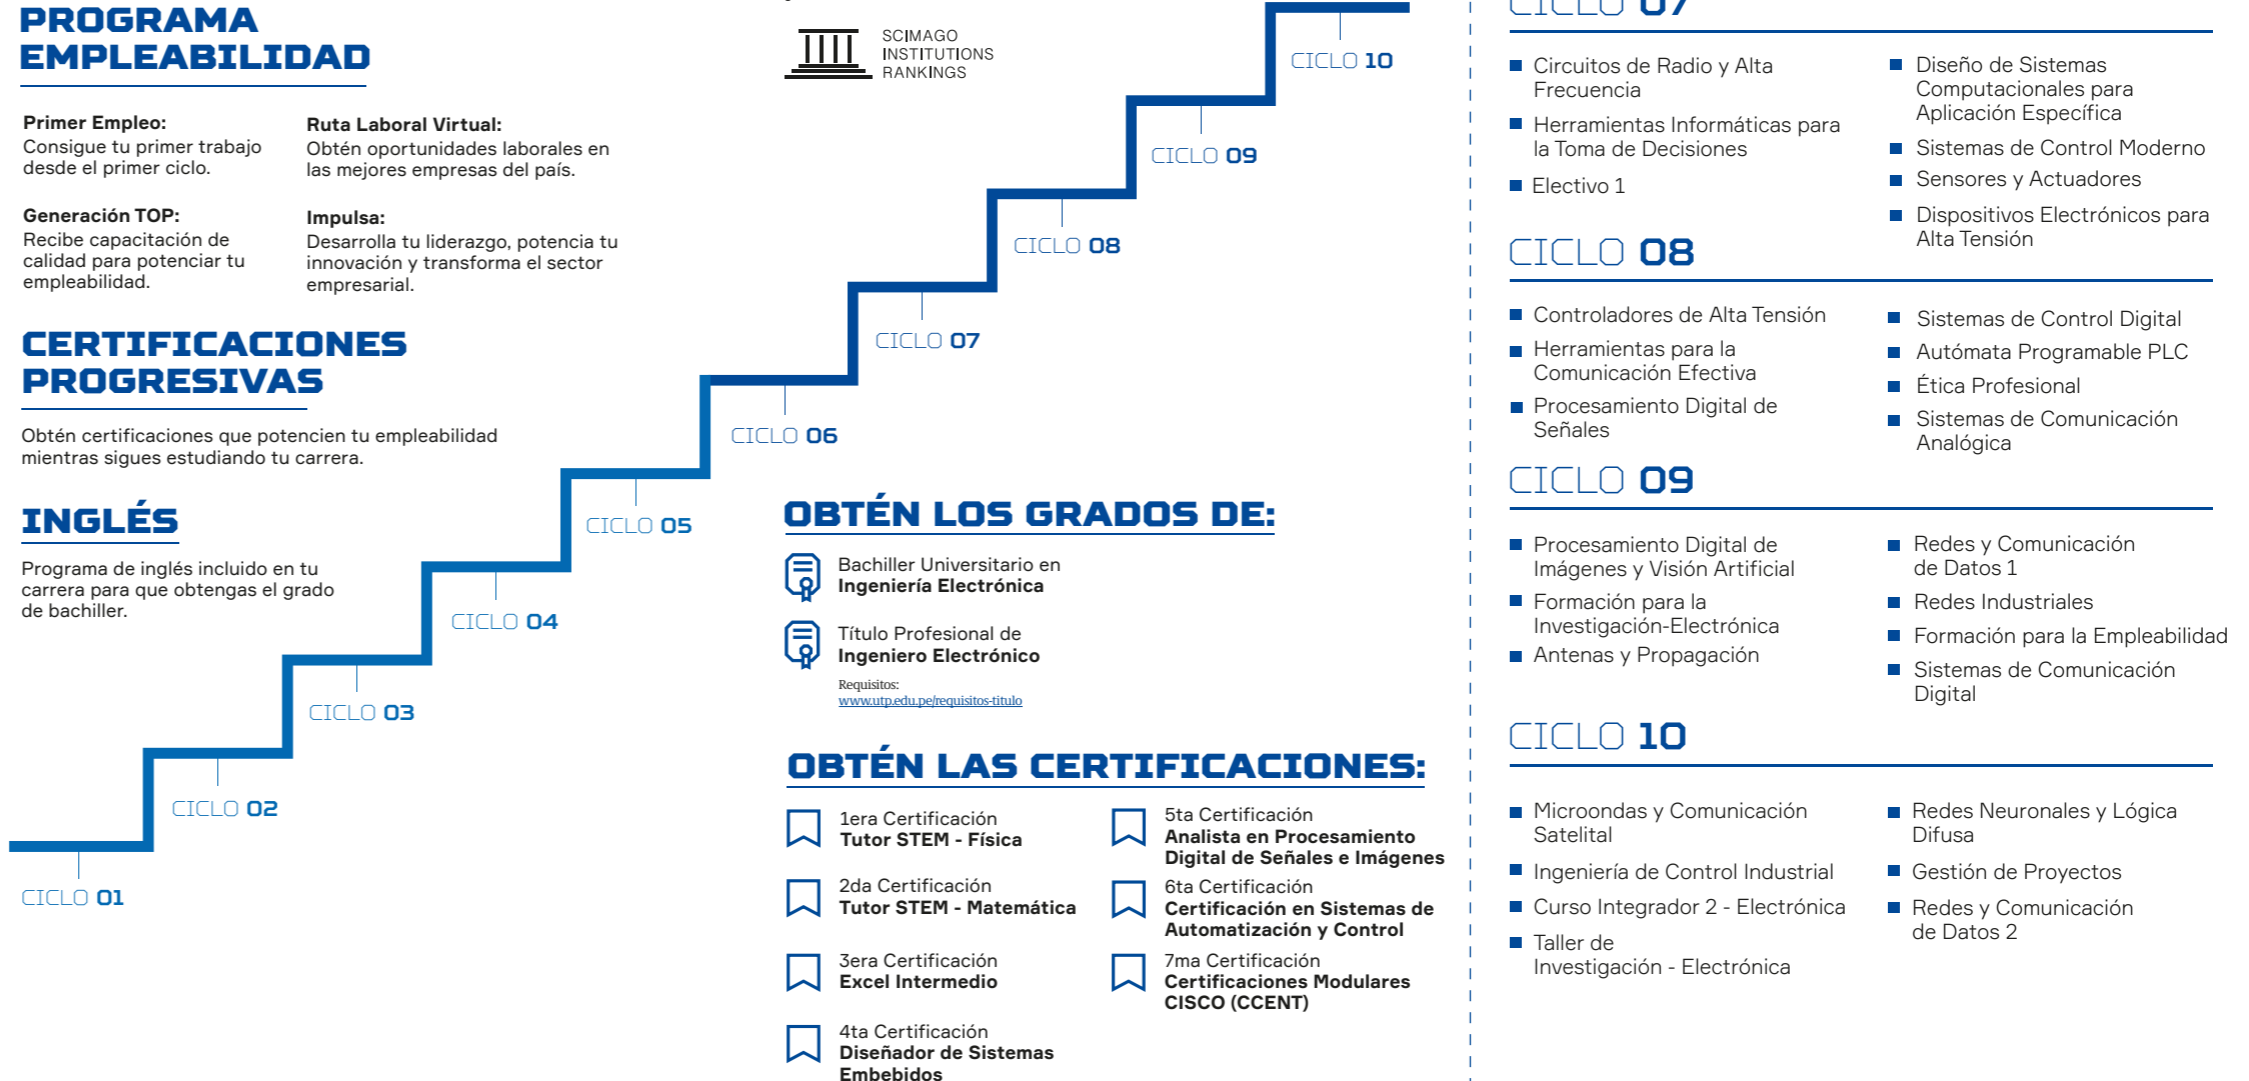 PROGRAMA
EMPLEABILIDAD
Primer Empleo:
Consigue tu primer trabajo
desde el primer ciclo.
Ruta Laboral Virtual:
Obtén oportunidades laborales en
las mejores empresas del país.
Generación TOP:
Recibe capacitación de
calidad para potenciar tu
empleabilidad.
Impulsa:
Desarrolla tu liderazgo, potencia tu
innovación y transforma el sector
empresarial.
CERTIFICACIONES
PROGRESIVAS
Obtén certificaciones que potencien tu empleabilidad
mientras sigues estudiando tu carrera.
INGLÉS
Programa de inglés incluido en tu
carrera para que obtengas el grado
de bachiller.
SCIMAGO
INSTITUTIONS
RANKINGS
CICLO 10
CICLO 09
CICLO 08
CICLO 07
CICLO 06
CICLO 05
CICLO 04
CICLO 03
CICLO 02
CICLO 01
OBTÉN LOS GRADOS DE:
Bachiller Universitario en
Ingeniería Electrónica
Título Profesional de
Ingeniero Electrónico
Requisitos:
www.utp.edu.pe/requisitos-titulo
OBTÉN LAS CERTIFICACIONES:
1era Certificación
Tutor STEM - Física
2da Certificación
Tutor STEM - Matemática
3era Certificación
Excel Intermedio
4ta Certificación
Diseñador de Sistemas
Embebidos
5ta Certificación
Analista en Procesamiento
Digital de Señales e Imágenes
6ta Certificación
Certificación en Sistemas de
Automatización y Control
7ma Certificación
Certificaciones Modulares
CISCO (CCENT)
CICLO 07
Circuitos de Radio y Alta
Frecuencia
Herramientas Informáticas para
la Toma de Decisiones
Electivo 1
Diseño de Sistemas
Computacionales para
Aplicación Específica
Sistemas de Control Moderno
Sensores y Actuadores
Dispositivos Electrónicos para
Alta Tensión
CICLO 08
Controladores de Alta Tensión
Herramientas para la
Comunicación Efectiva
Procesamiento Digital de
Señales
Sistemas de Control Digital
Autómata Programable PLC
Ética Profesional
Sistemas de Comunicación
Analógica
CICLO 09
Procesamiento Digital de
Imágenes y Visión Artificial
Formación para la
Investigación-Electrónica
Antenas y Propagación
Redes y Comunicación
de Datos 1
Redes Industriales
Formación para la Empleabilidad
Sistemas de Comunicación
Digital
CICLO 10
Microondas y Comunicación
Satelital
Ingeniería de Control Industrial
Curso Integrador 2 - Electrónica
Taller de
Investigación - Electrónica
Redes Neuronales y Lógica
Difusa
Gestión de Proyectos
Redes y Comunicación
de Datos 2